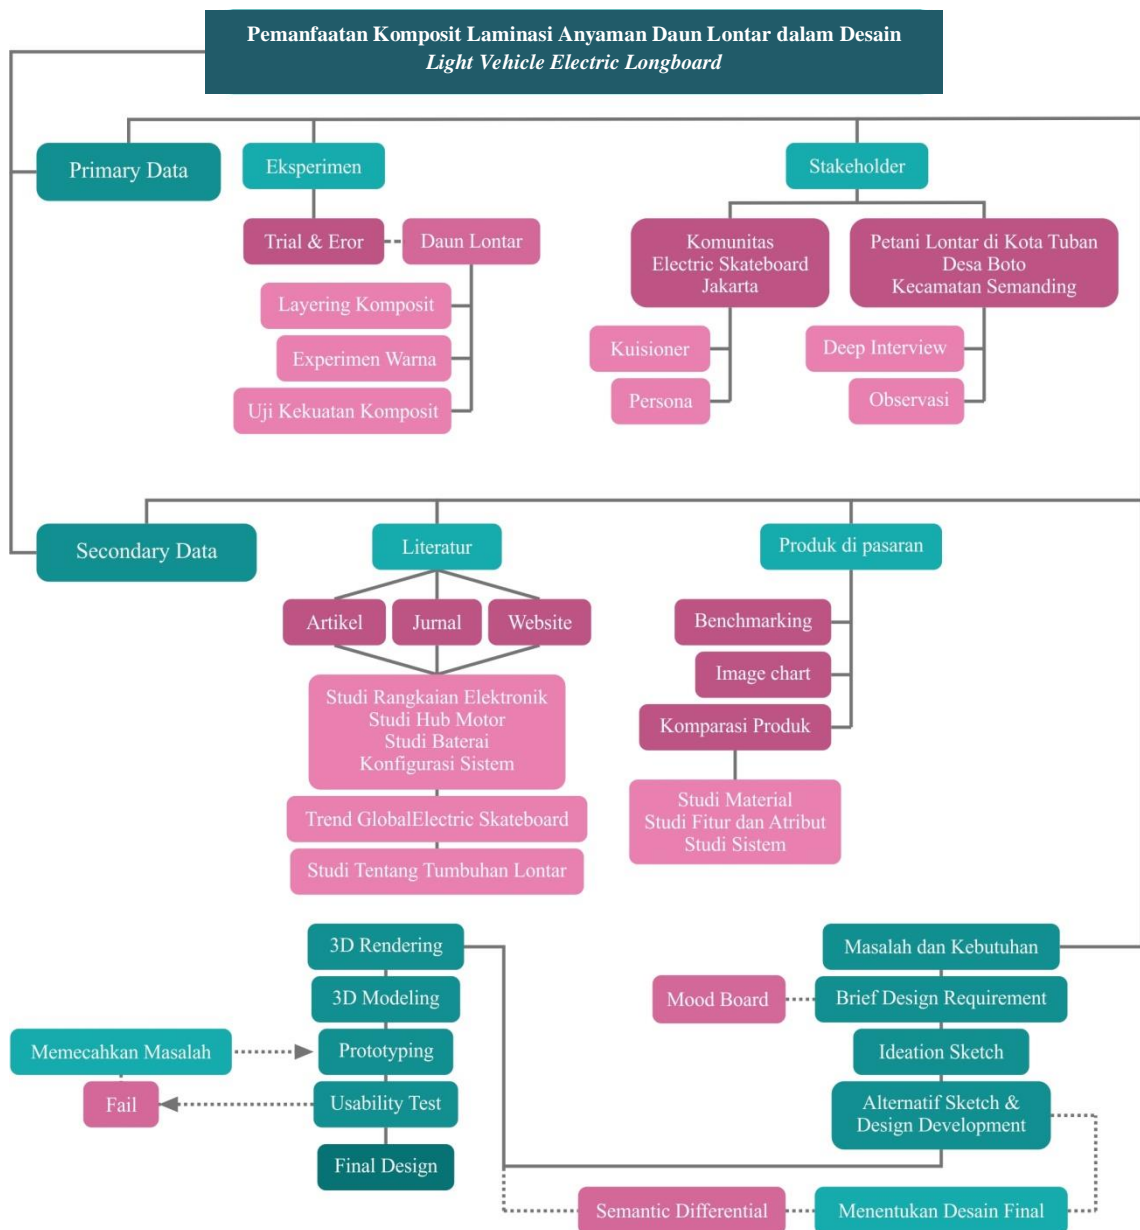 Pemanfaatan Komposit Laminasi Anyaman Daun Lontar dalam Desain
Light Vehicle Electric Longboard
Primary Data
Eksperimen
Stakeholder
Trial & Eror
Daun Lontar
Layering Komposit
Experimen Warna
Uji Kekuatan Komposit
Komunitas
Electric Skateboard
Jakarta
Petani Lontar di Kota Tuban
Desa Boto
Kecamatan Semanding
Kuisioner
Persona
Deep Interview
Observasi
Secondary Data
Literatur
Produk di pasaran
Artikel
Jurnal
Website
Studi Rangkaian Elektronik
Studi Hub Motor
Studi Baterai
Konfigurasi Sistem
Trend GlobalElectric Skateboard
Studi Tentang Tumbuhan Lontar
Benchmarking
Image chart
Komparasi Produk
Studi Material
Studi Fitur dan Atribut
Studi Sistem
Masalah dan Kebutuhan
Mood Board
Brief Design Requirement
Ideation Sketch
Alternatif Sketch &
Design Development
Menentukan Desain Final
Semantic Differential
3D Rendering
3D Modeling
Memecahkan Masalah
Prototyping
Fail
Usability Test
Final Design